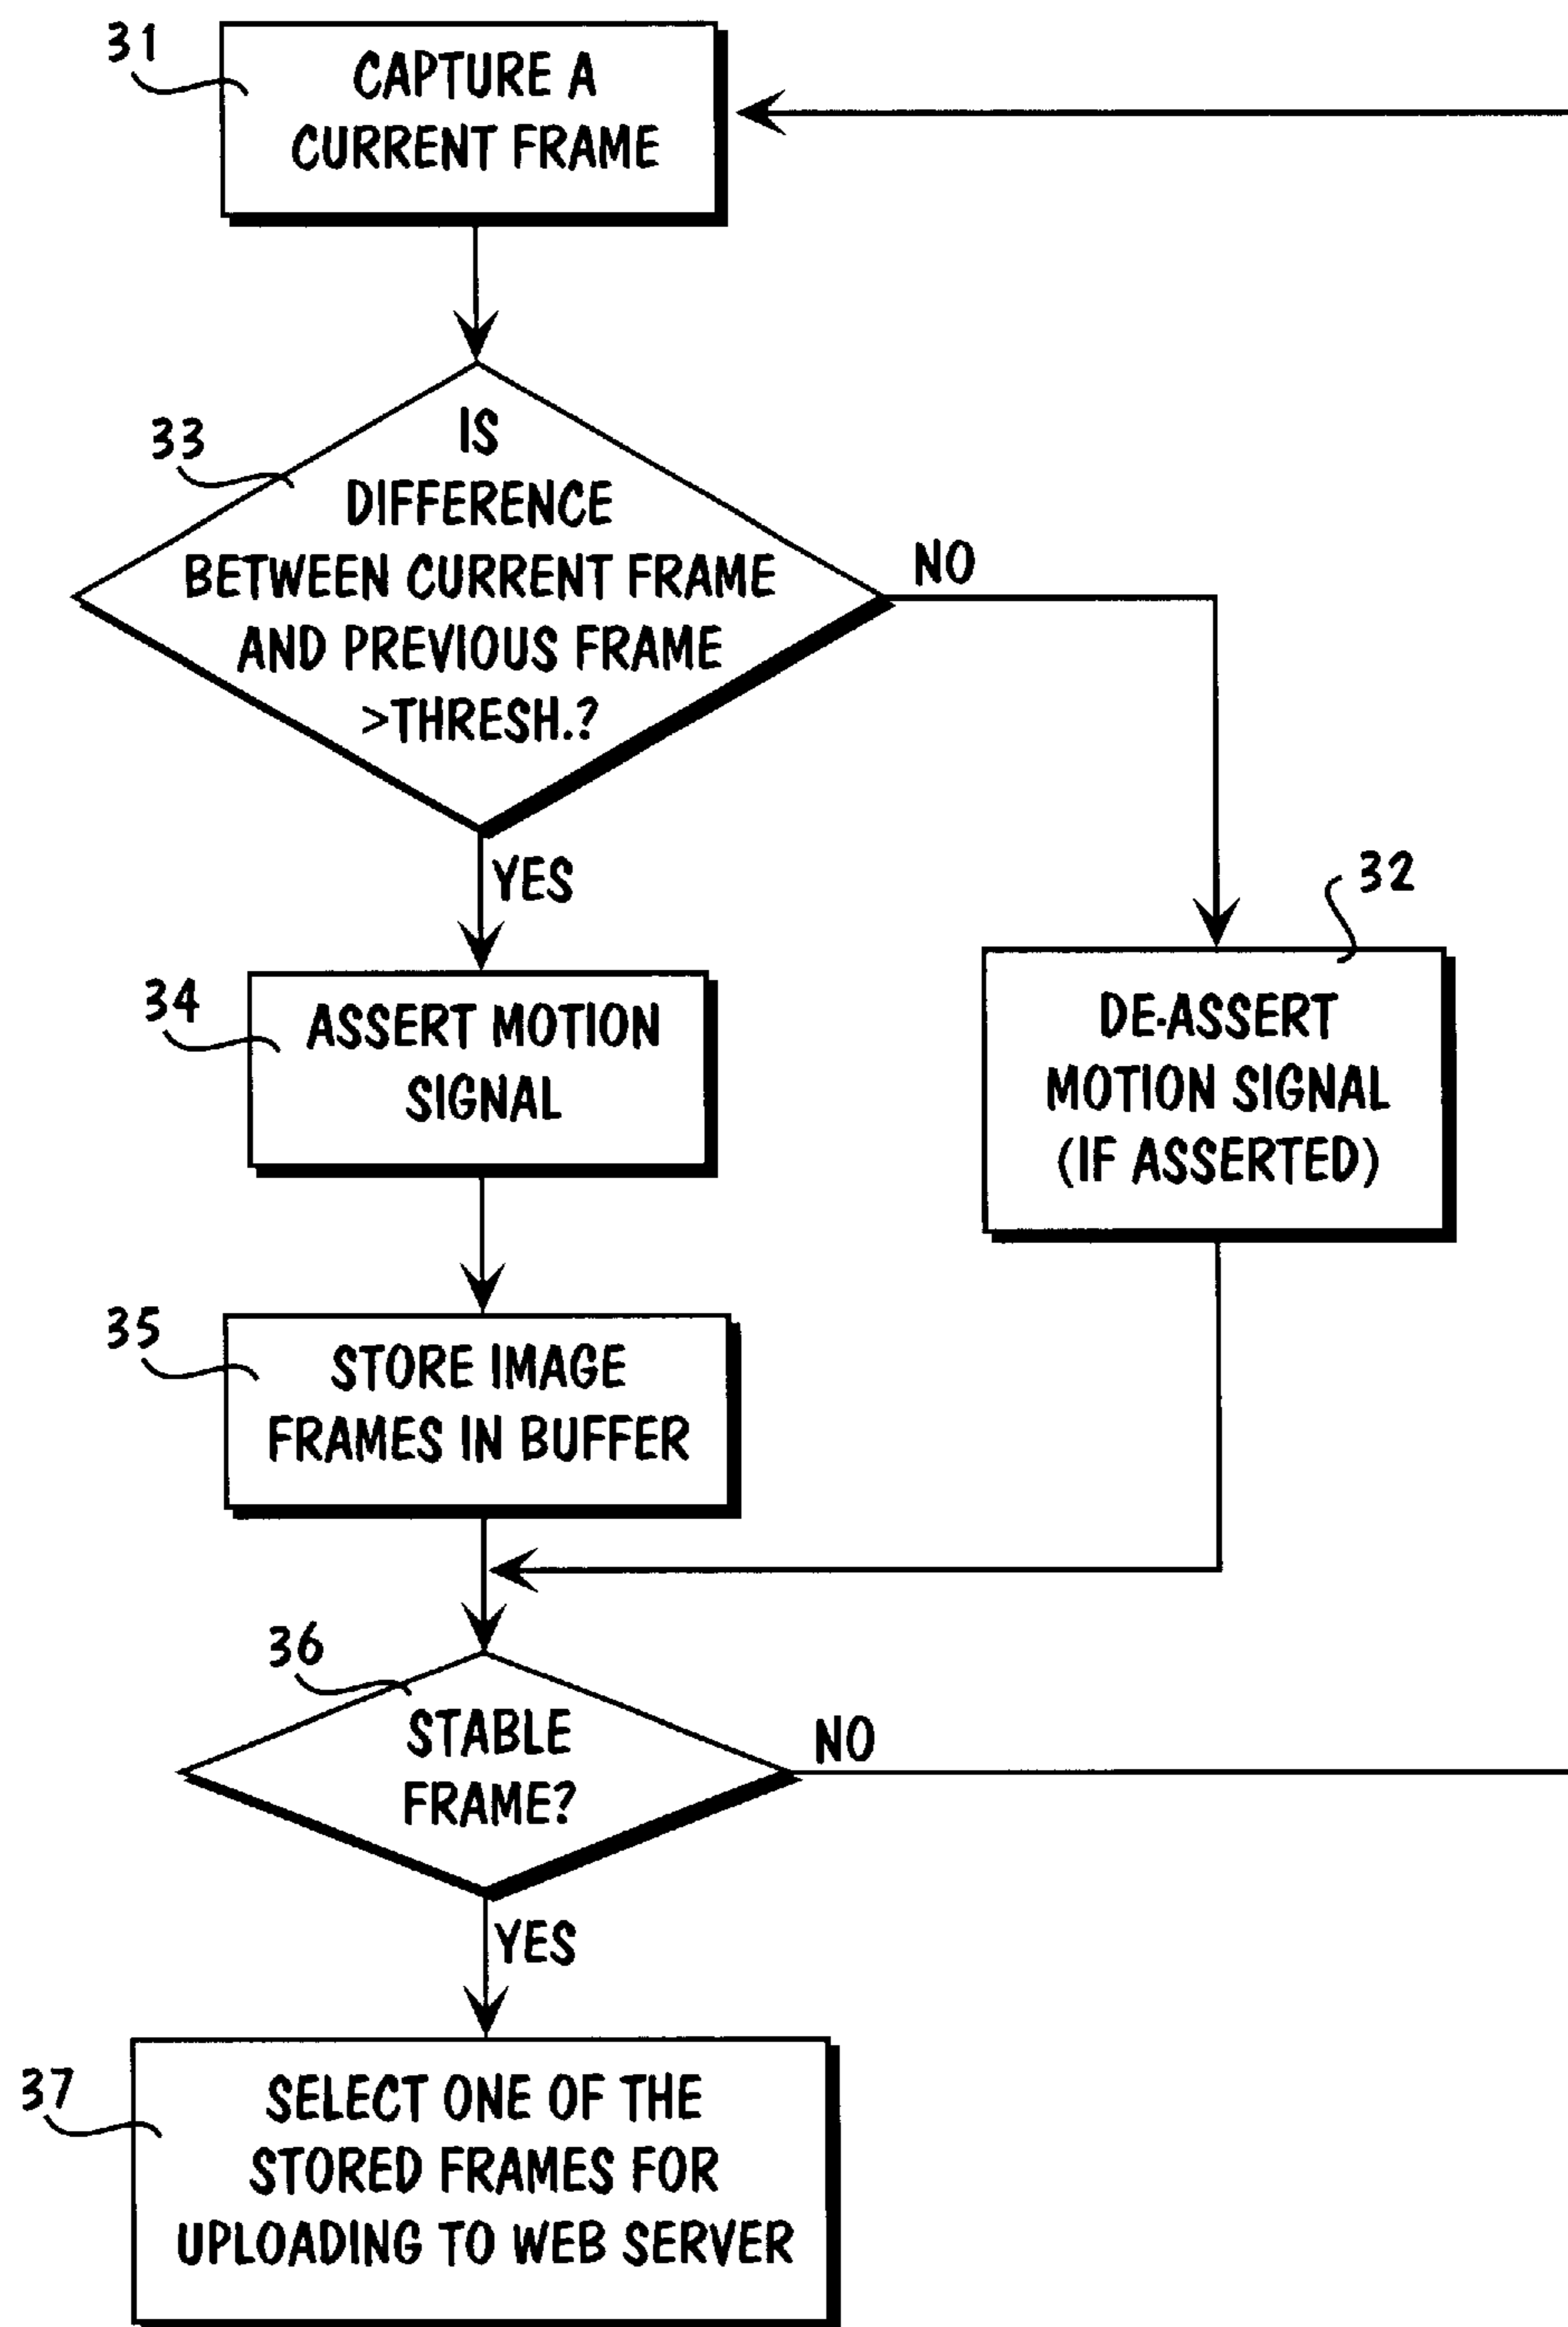 31
CAPTURE A
CURRENT FRAME
33
IS
DIFFERENCE
BETWEEN CURRENT FRAME
AND PREVIOUS FRAME
>THRESH.?
NO
YES
32
DE-ASSERT
MOTION SIGNAL
(IF ASSERTED)
34
ASSERT MOTION
SIGNAL
35
STORE IMAGE
FRAMES IN BUFFER
36
STABLE
FRAME?
NO
YES
37
SELECT ONE OF THE
STORED FRAMES FOR
UPLOADING TO WEB SERVER